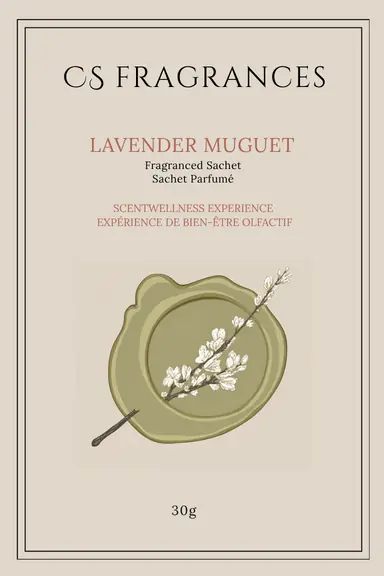 CS FRAGRANCES
LAVENDER MUGUET
Fragranced Sachet
Sachet Parfumé
SCENTWELLNESS EXPERIENCE
EXPÉRIENCE DE BIEN-ÊTRE OLFACTIF
30g